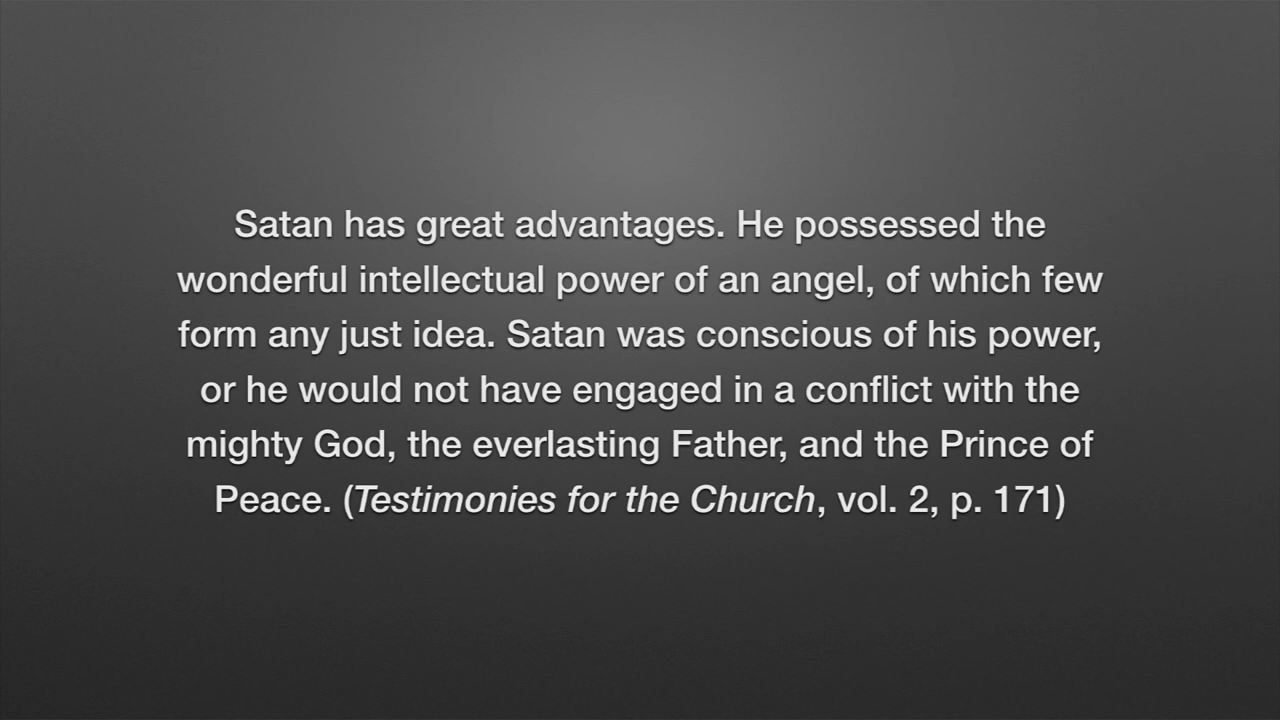 Satan has great advantages. He possessed the
wonderful intellectual power of an angel, of which few
form any just idea. Satan was conscious of his power,
or he would not have engaged in a conflict with the
mighty God, the everlasting Father, and the Prince of
Peace. (Testimonies for the Church, vol. 2, p. 171)